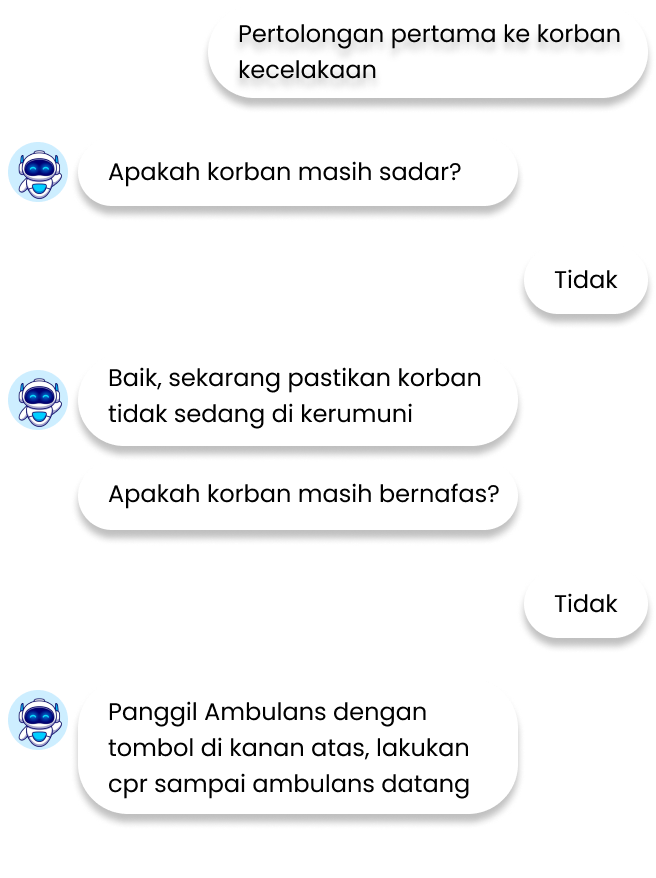 Pertolongan pertama ke korban
kecelakaan
Apakah korban masih sadar?
Tidak
Baik, sekarang pastikan korban
tidak sedang di kerumuni
Apakah korban masih bernafas?
Tidak
Panggil Ambulans dengan
tombol di kanan atas, lakukan
cpr sampai ambulans datang